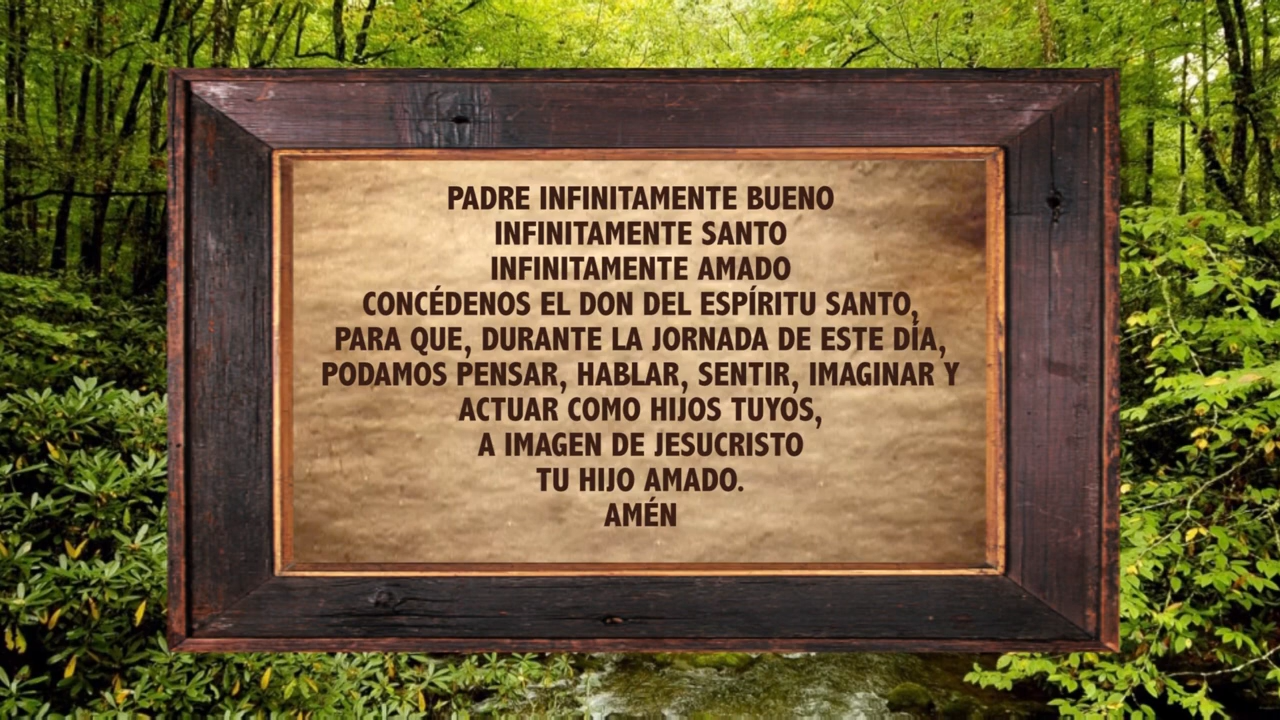 PADRE INFINITAMENTE BUENO
INFINITAMENTE SANTO
INFINITAMENTE AMADO
CONCÉDENOS EL DON DEL ESPÍRITU SANTO,
PARA QUE, DURANTE LA JORNADA DE ESTE DÍA,
PODAMOS PENSAR, HABLAR, SENTIR, IMAGINAR Y
ACTUAR COMO HIJOS TUYOS,
A IMAGEN DE JESUCRISTO
TU HIJO AMADO.
AMÉN